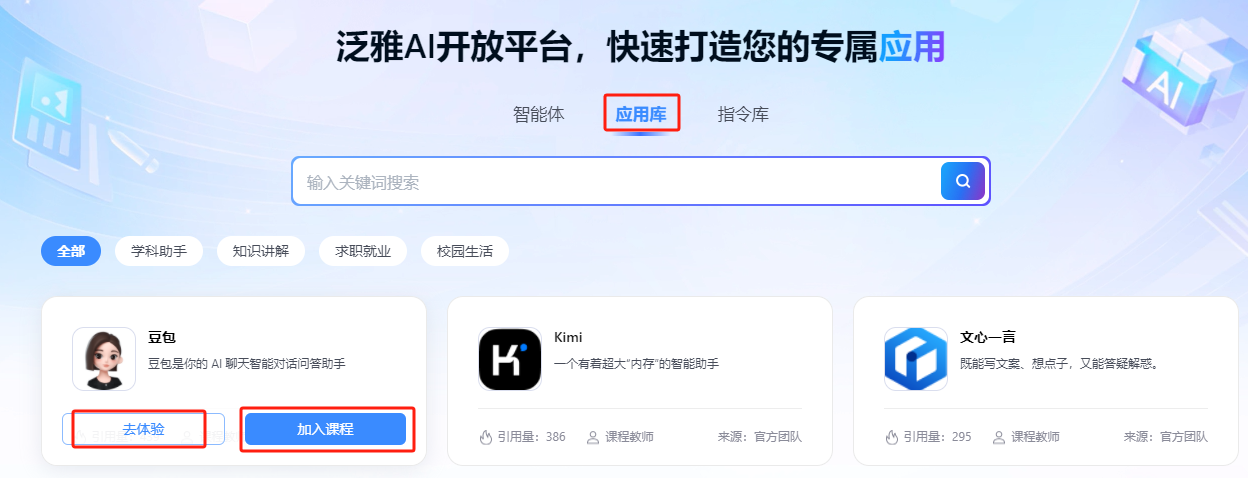 泛雅AI开放平台，快速打造您的专属应用
AI
智能体 应用库 指令库
输入关键词搜索
全部 学科助手 知识讲解 求职就业 校园生活
豆包
豆包是你的 AI 聊天智能对话问答助手
去体验 加入课程
Kimi
一个有着超大“内存”的智能助手
引用量：386 课程教师 来源：官方团队
文心一言
既能写文案、想点子，又能答疑解惑。
引用量：295 课程教师 来源：官方团队